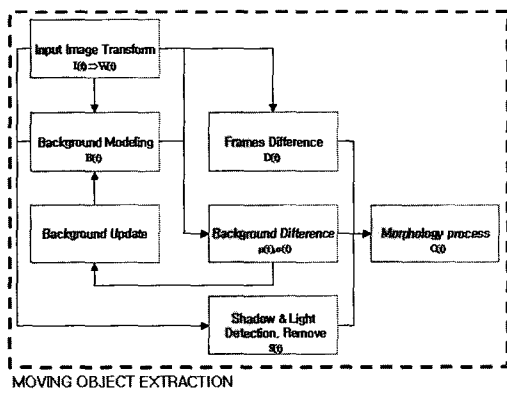 Input Image Transform
I(t)⊃W(t)
Background Modeling
B(t)
Frames Difference
D(t)
Background Update
Background Difference
μ(t),σ(t)
Morphology process
O(t)
Shadow & Light
Detection, Remove
S(t)
MOVING OBJECT EXTRACTION